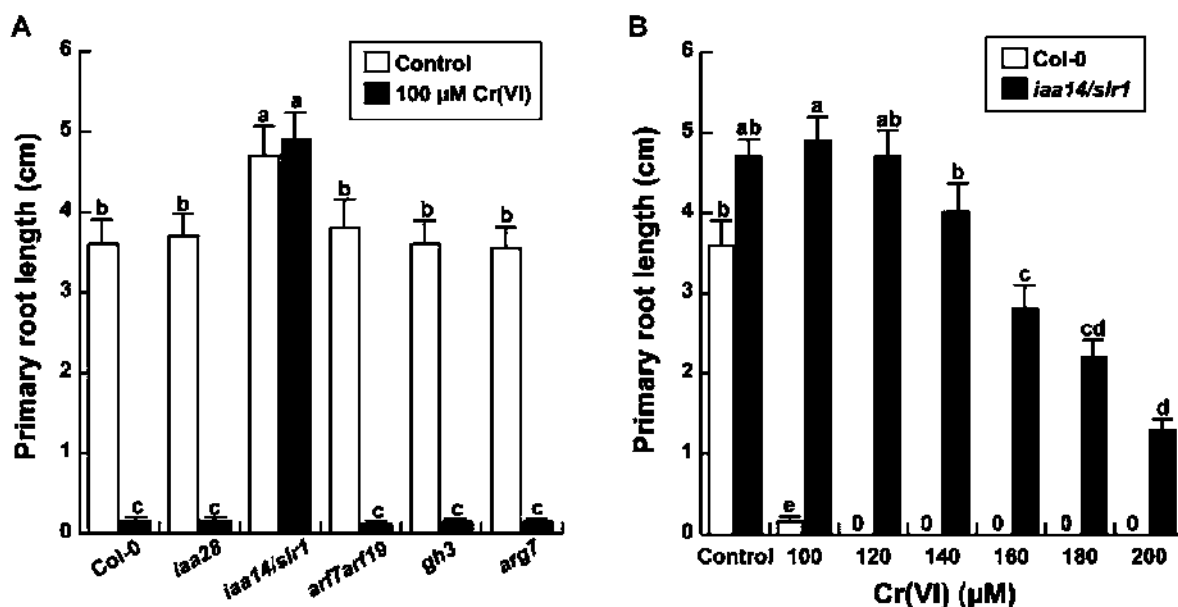 A
Control
100 µM Cr(VI)
Primary root length (cm)
6
5
4
3
2
1
0
a a
b b b b b
c c c c c
Col-0
iaa28
iaa14/slr1
arf7arf19
gh3
arg7
B
Col-0
iaa14/slr1
Primary root length (cm)
6
5
4
3
2
1
0
b ab
e a
0 ab
0 b
0 c
0 cd
0 d
Control 100 120 140 160 180 200
Cr(VI) (µM)